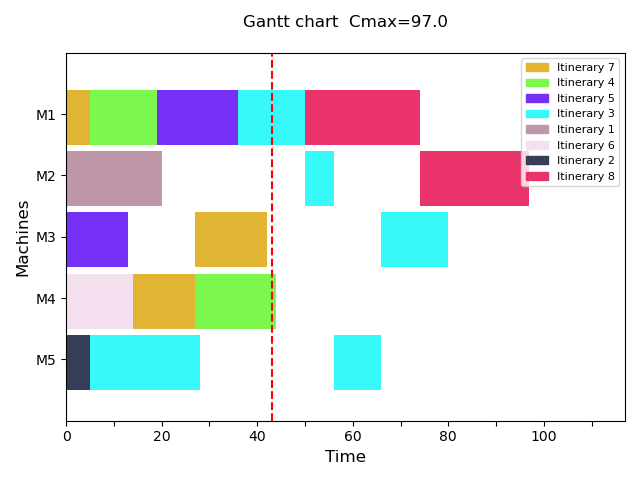 Gantt chart  Cmax=97.0
Itinerary 7
Itinerary 4
Itinerary 5
Itinerary 3
Itinerary 1
Itinerary 6
Itinerary 2
Itinerary 8
M1
M2
M3
M4
M5
Machines
0 20 40 60 80 100
Time